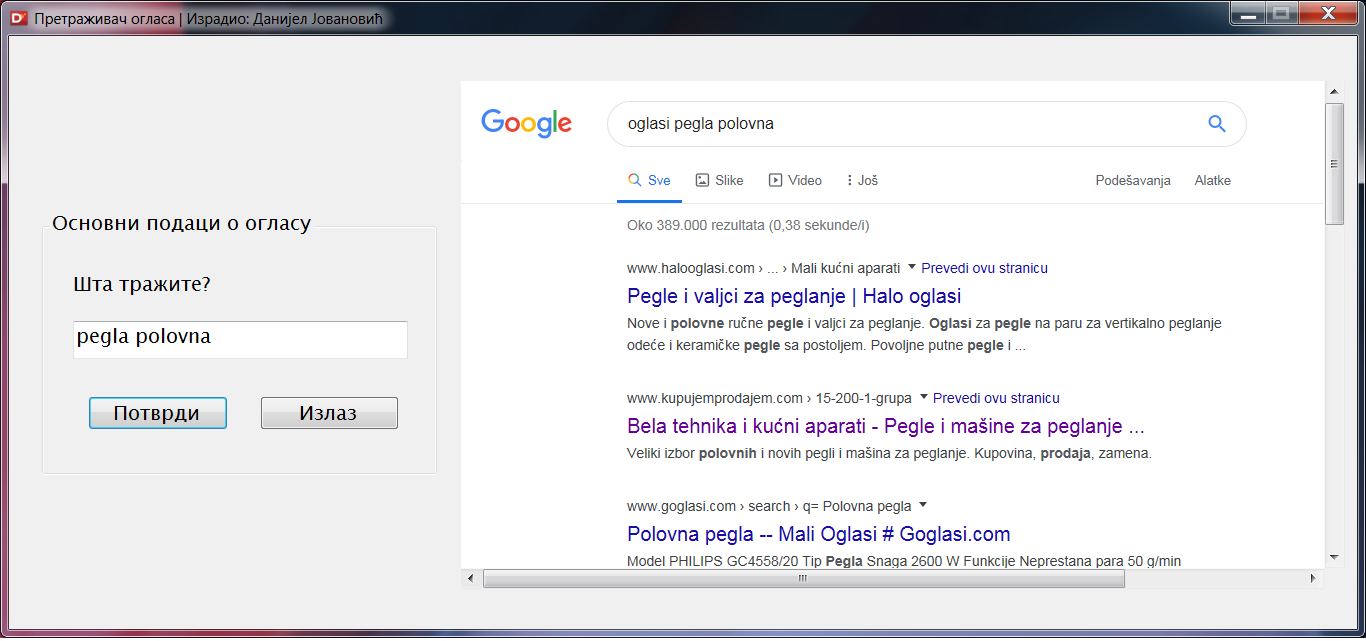 Претраживач огласа | Израдио: Данијел Јовановић
Основни подаци о огласу
Шта тражите?
pegla polovna
Потврди Излаз
Google oglasi pegla polovna
Sve Slike Video Još Podešavanja Alatke
Oko 389.000 rezultata (0,38 sekunde/i)
www.halooglasi.com › ... › Mali kućni aparati Prevedi ovu stranicu
Pegle i valjci za peglanje | Halo oglasi
Nove i polovne ručne pegle i valjci za peglanje. Oglasi za pegle na paru za vertikalno peglanje
odeće i keramičke pegle sa postoljem. Povoljne putne pegle i ...
www.kupujemprodajem.com › 15-200-1-grupa Prevedi ovu stranicu
Bela tehnika i kućni aparati - Pegle i mašine za peglanje ...
Veliki izbor polovnih i novih pegli i mašina za peglanje. Kupovina, prodaja, zamena.
www.goglasi.com › search › q= Polovna pegla
Polovna pegla -- Mali Oglasi # Goglasi.com
Model PHILIPS GC4558/20 Tip Pegla Snaga 2600 W Funkcije Neprestana para 50 g/min